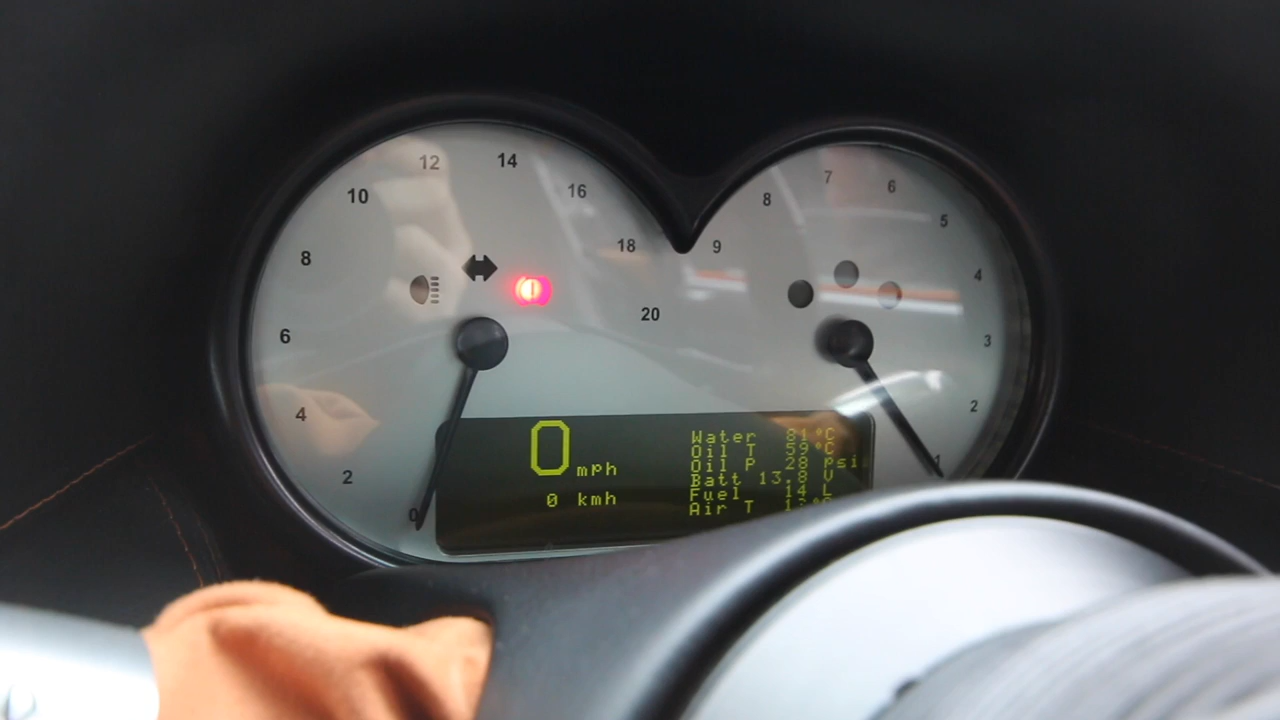 0
2
4
6
8
10
12
14
16
18
20
9
8
7
6
5
4
3
2
1
0 mph
0 kmh
Water 81°C
Oil T 59°C
Oil P 28 psi
Batt 13.8 V
Fuel 14 L
Air T